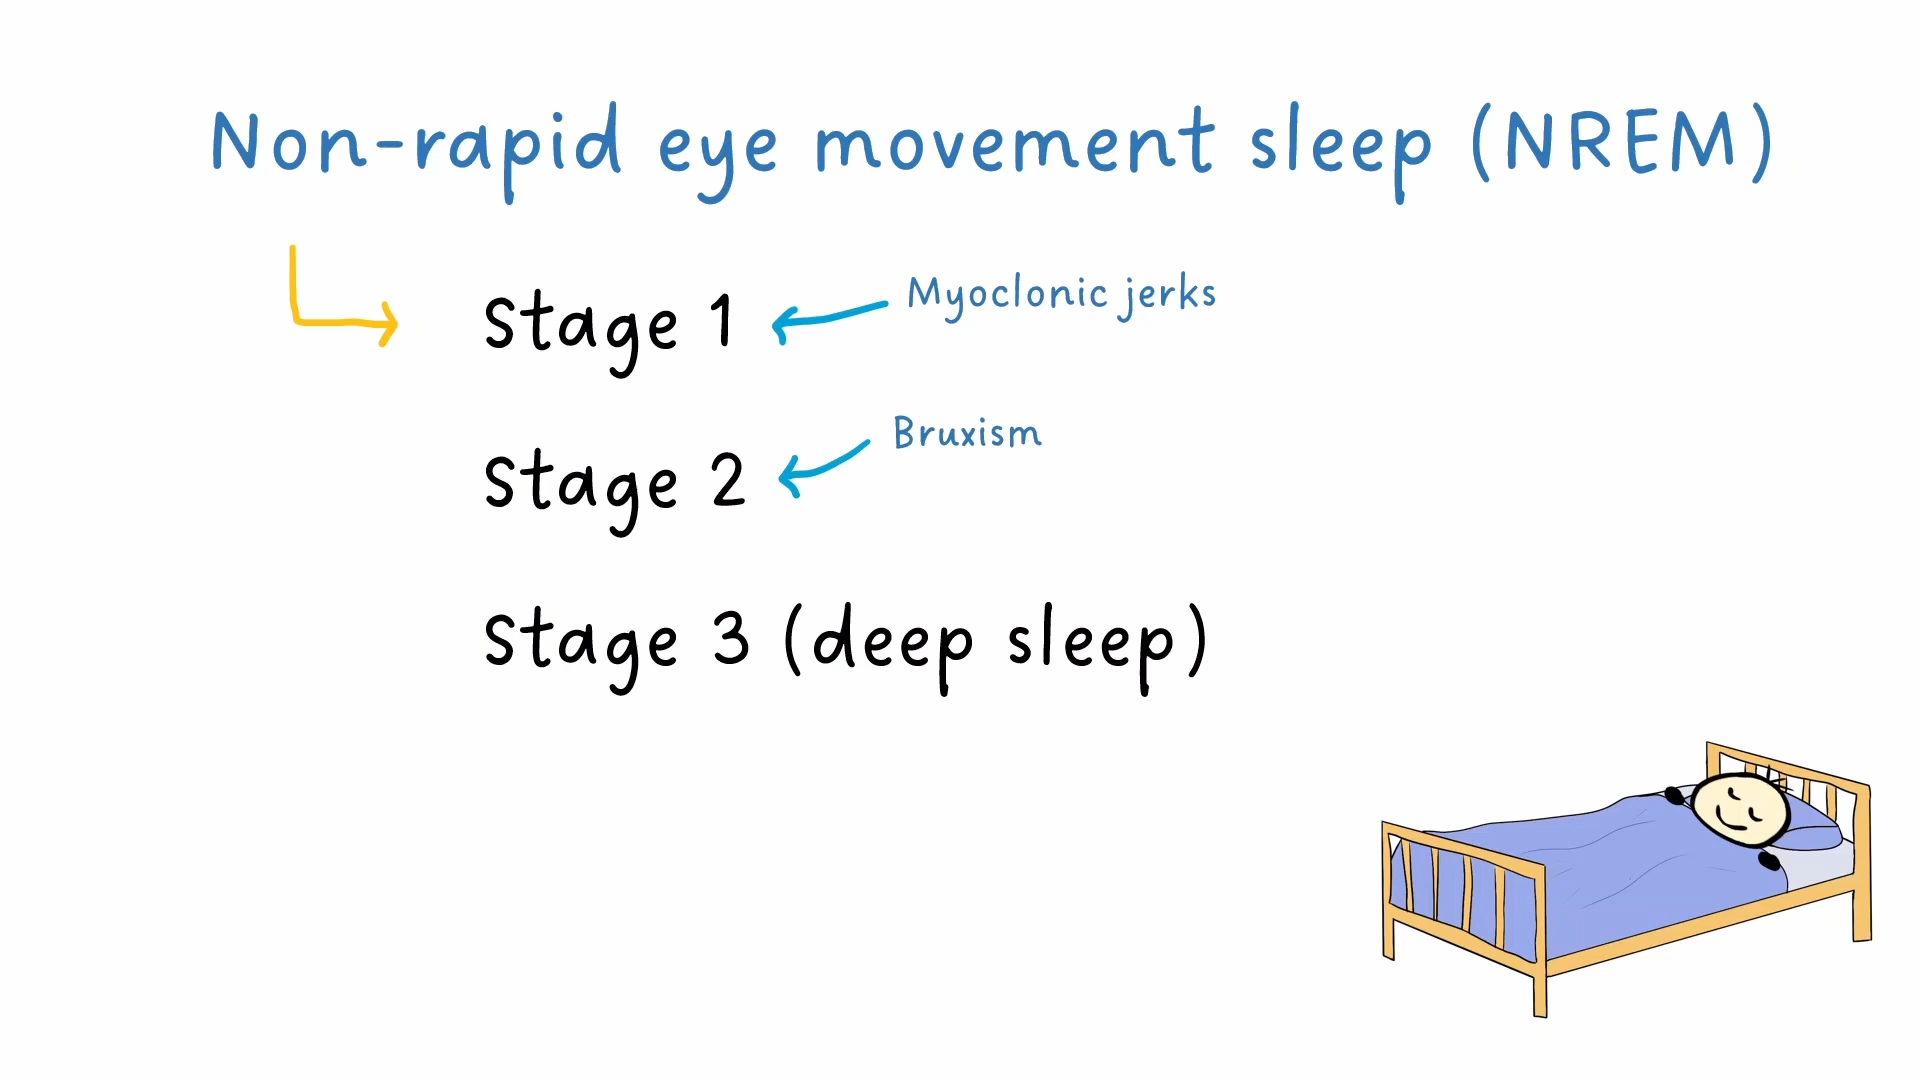 Non-rapid eye movement sleep (NREM)
Stage 1
Myoclonic jerks
Stage 2
Bruxism
Stage 3 (deep sleep)